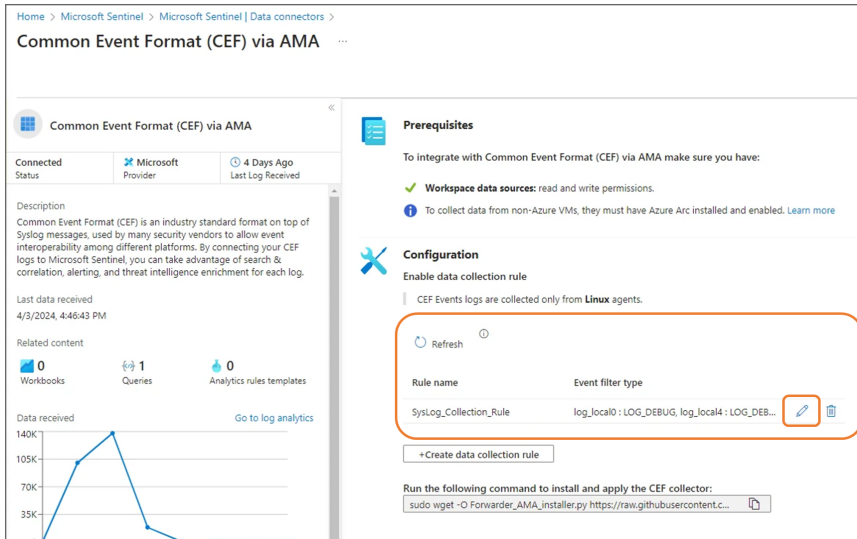 Home > Microsoft Sentinel > Microsoft Sentinel | Data connectors >
Common Event Format (CEF) via AMA ...
«
Common Event Format (CEF) via AMA
Connected
Status
Microsoft
Provider
4 Days Ago
Last Log Received
Description
Common Event Format (CEF) is an industry standard format on top of
Syslog messages, used by many security vendors to allow event
interoperability among different platforms. By connecting your CEF
logs to Microsoft Sentinel, you can take advantage of search &
correlation, alerting, and threat intelligence enrichment for each log.
Last data received
4/3/2024, 4:46:43 PM
Related content
0
Workbooks
1
Queries
0
Analytics rules templates
Data received
Go to log analytics
140K
105K
70K
35K
Prerequisites
To integrate with Common Event Format (CEF) via AMA make sure you have:
Workspace data sources: read and write permissions.
To collect data from non-Azure VMs, they must have Azure Arc installed and enabled. Learn more
Configuration
Enable data collection rule
CEF Events logs are collected only from Linux agents.
Refresh
Rule name Event filter type
SysLog_Collection_Rule log_local0 : LOG_DEBUG, log_local4 : LOG_DEB...
+Create data collection rule
Run the following command to install and apply the CEF collector:
sudo wget -O Forwarder_AMA_installer.py https://raw.githubusercontent.c...